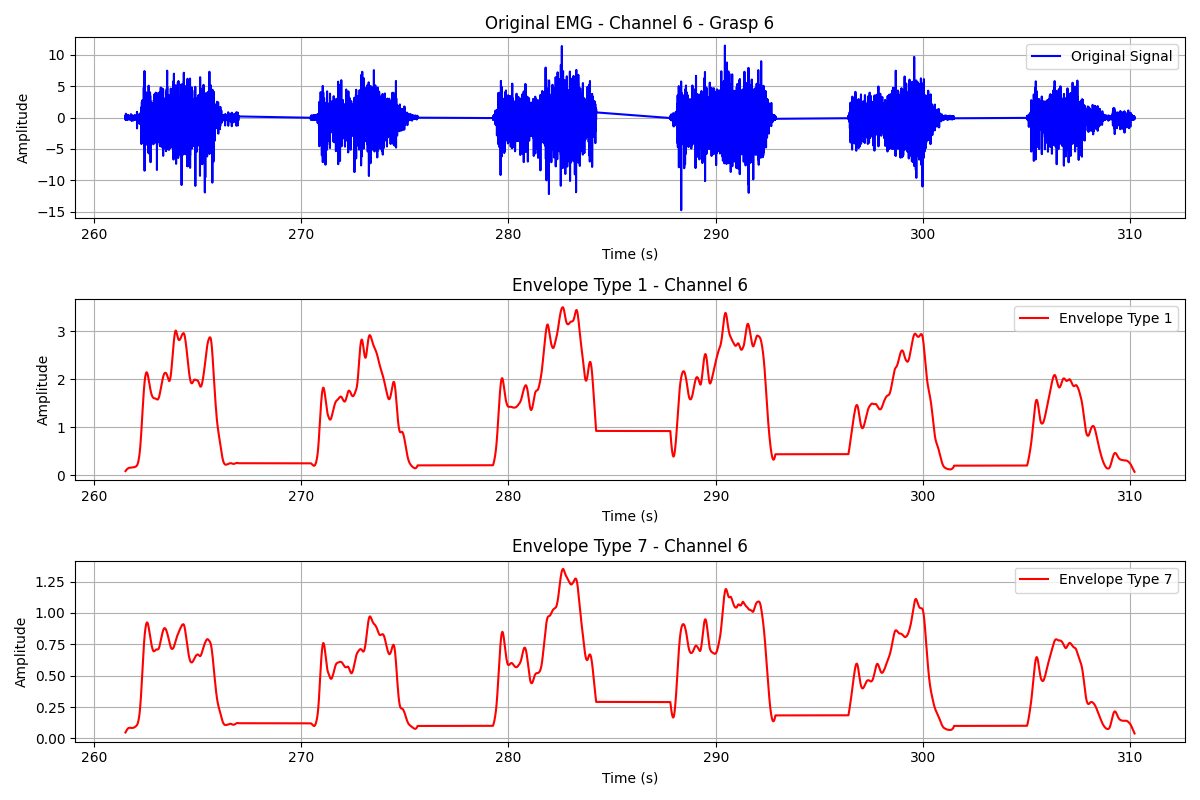 Original EMG - Channel 6 - Grasp 6
Original Signal
Amplitude
10
5
0
−5
−10
−15
260 270 280 290 300 310
Time (s)
Envelope Type 1 - Channel 6
Envelope Type 1
Amplitude
3
2
1
0
260 270 280 290 300 310
Time (s)
Envelope Type 7 - Channel 6
Envelope Type 7
Amplitude
1.25
1.00
0.75
0.50
0.25
0.00
260 270 280 290 300 310
Time (s)